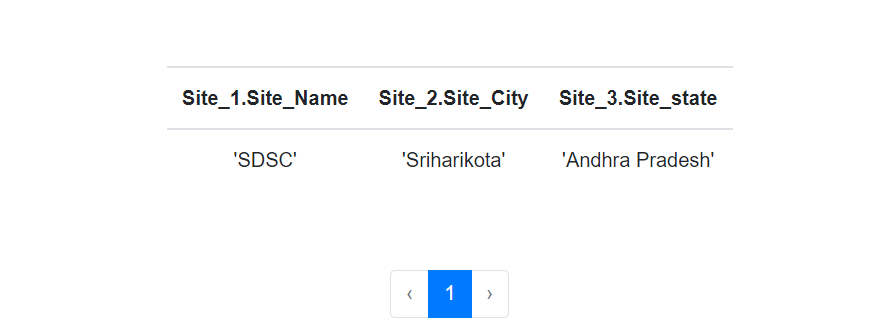 Site_1.Site_Name Site_2.Site_City Site_3.Site_state
'SDSC' 'Sriharikota' 'Andhra Pradesh'
‹ 1 ›